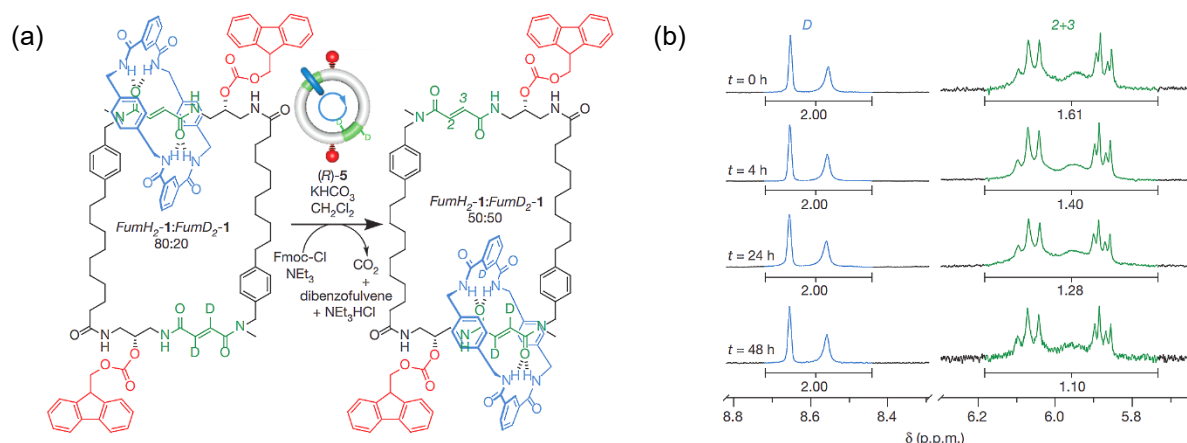 (a)
O
O
N
N
H H
O
O
O
O
N
O
H
N
H
N
O
O
H H
N
N
O
O
FumH2-1:FumD2-1
80:20
O
N
H
H
N
O
D
D
O
N
O
O
O
(R)-5
KHCO3
CH2Cl2
Fmoc-Cl
NEt3
CO2
+
dibenzofulvene
+ NEt3HCl
D
D
O
O
O
O
N
2
3
O
H
N
H
N
O
FumH2-1:FumD2-1
50:50
O
D
O
NH
HN
O
N
H
O
D
D
O
N
N
H
H
N
O
O
O
O
O
(b)
D
2+3
t = 0 h
2.00
1.61
t = 4 h
2.00
1.40
t = 24 h
2.00
1.28
t = 48 h
2.00
1.10
8.8
8.6
8.4
6.2
6.0
5.8
δ (p.p.m.)